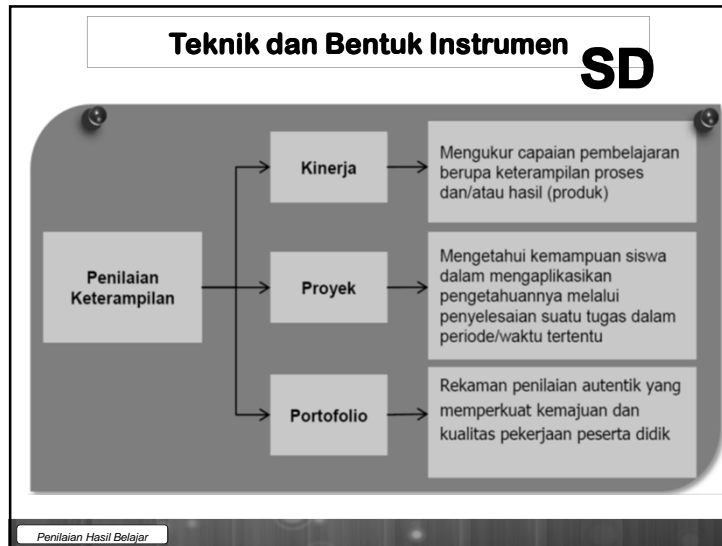 Teknik dan Bentuk Instrumen
SD
Penilaian
Keterampilan
Kinerja
Mengukur capaian pembelajaran
berupa keterampilan proses
dan/atau hasil (produk)
Proyek
Mengetahui kemampuan siswa
dalam mengaplikasikan
pengetahuannya melalui
penyelesaian suatu tugas dalam
periode/waktu tertentu
Portofolio
Rekaman penilaian autentik yang
memperkuat kemajuan dan
kualitas pekerjaan peserta didik
Penilaian Hasil Belajar